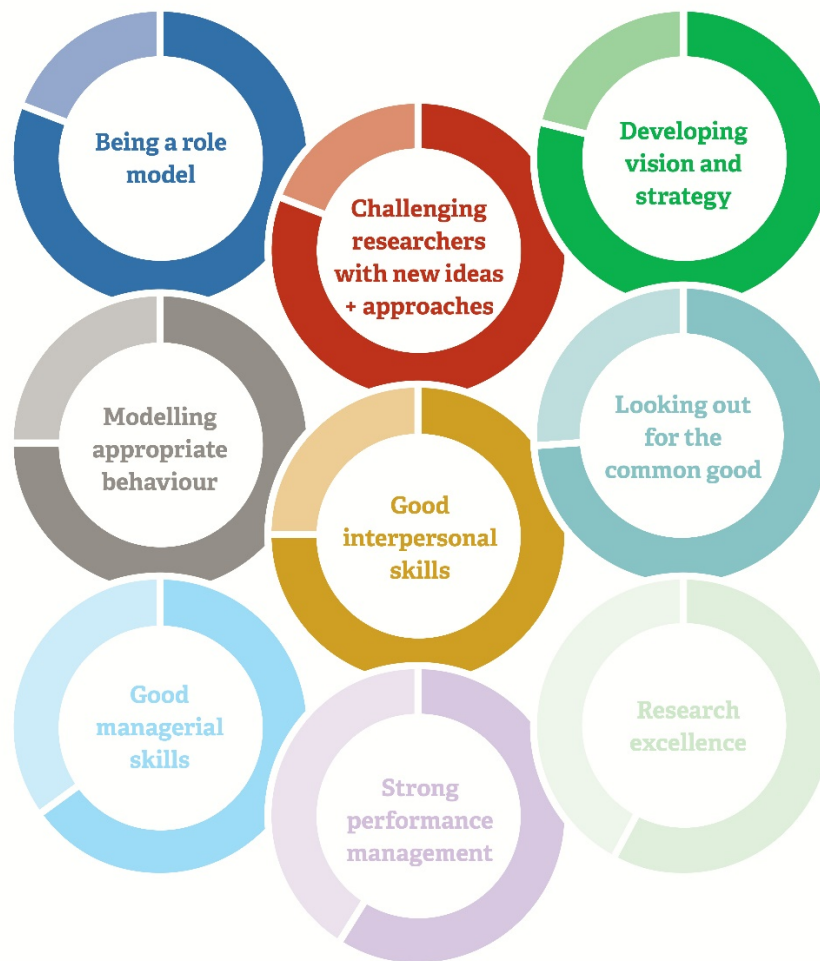 Being a role
model
Challenging
researchers
with new ideas
+ approaches
Developing
vision and
strategy
Modelling
appropriate
behaviour
Good
interpersonal
skills
Looking out
for the
common good
Good
managerial
skills
Strong
performance
management
Research
excellence